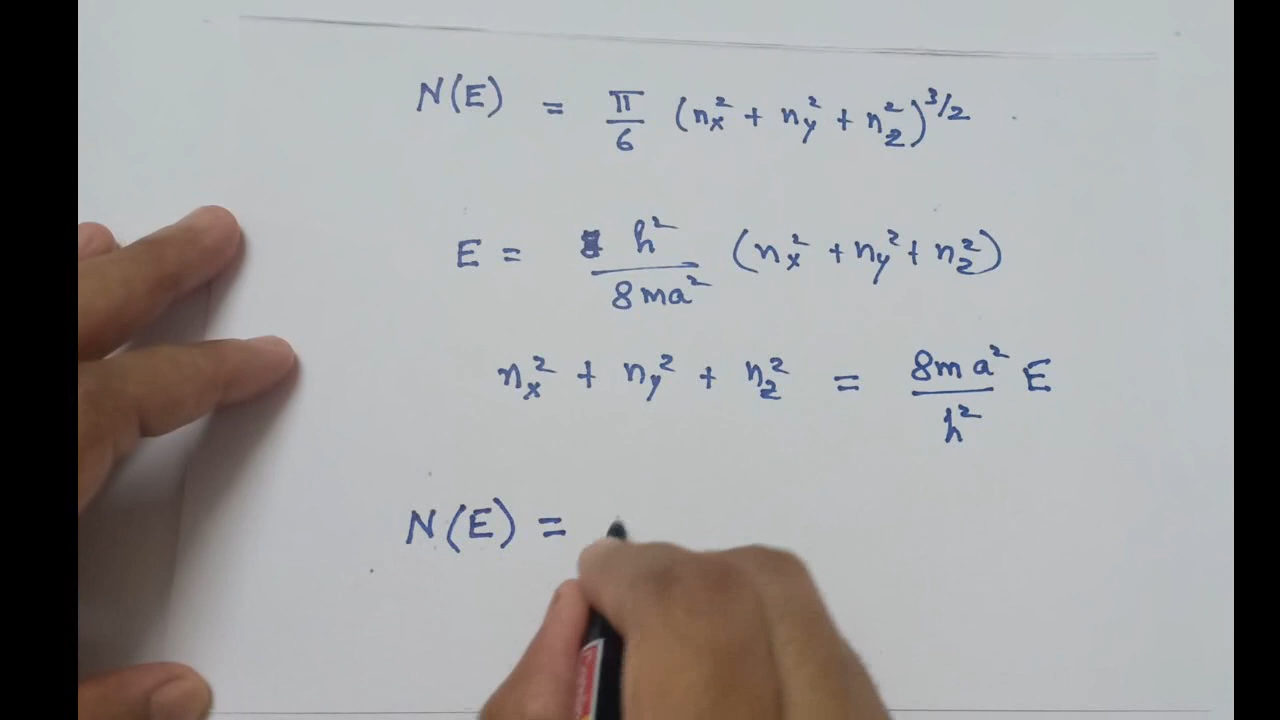 N(E) = π/6 (nx² + ny² + nz²)^3/2
E = h²/8ma² (nx² + ny² + nz²)
nx² + ny² + nz² = 8ma²/h² E
N(E) =